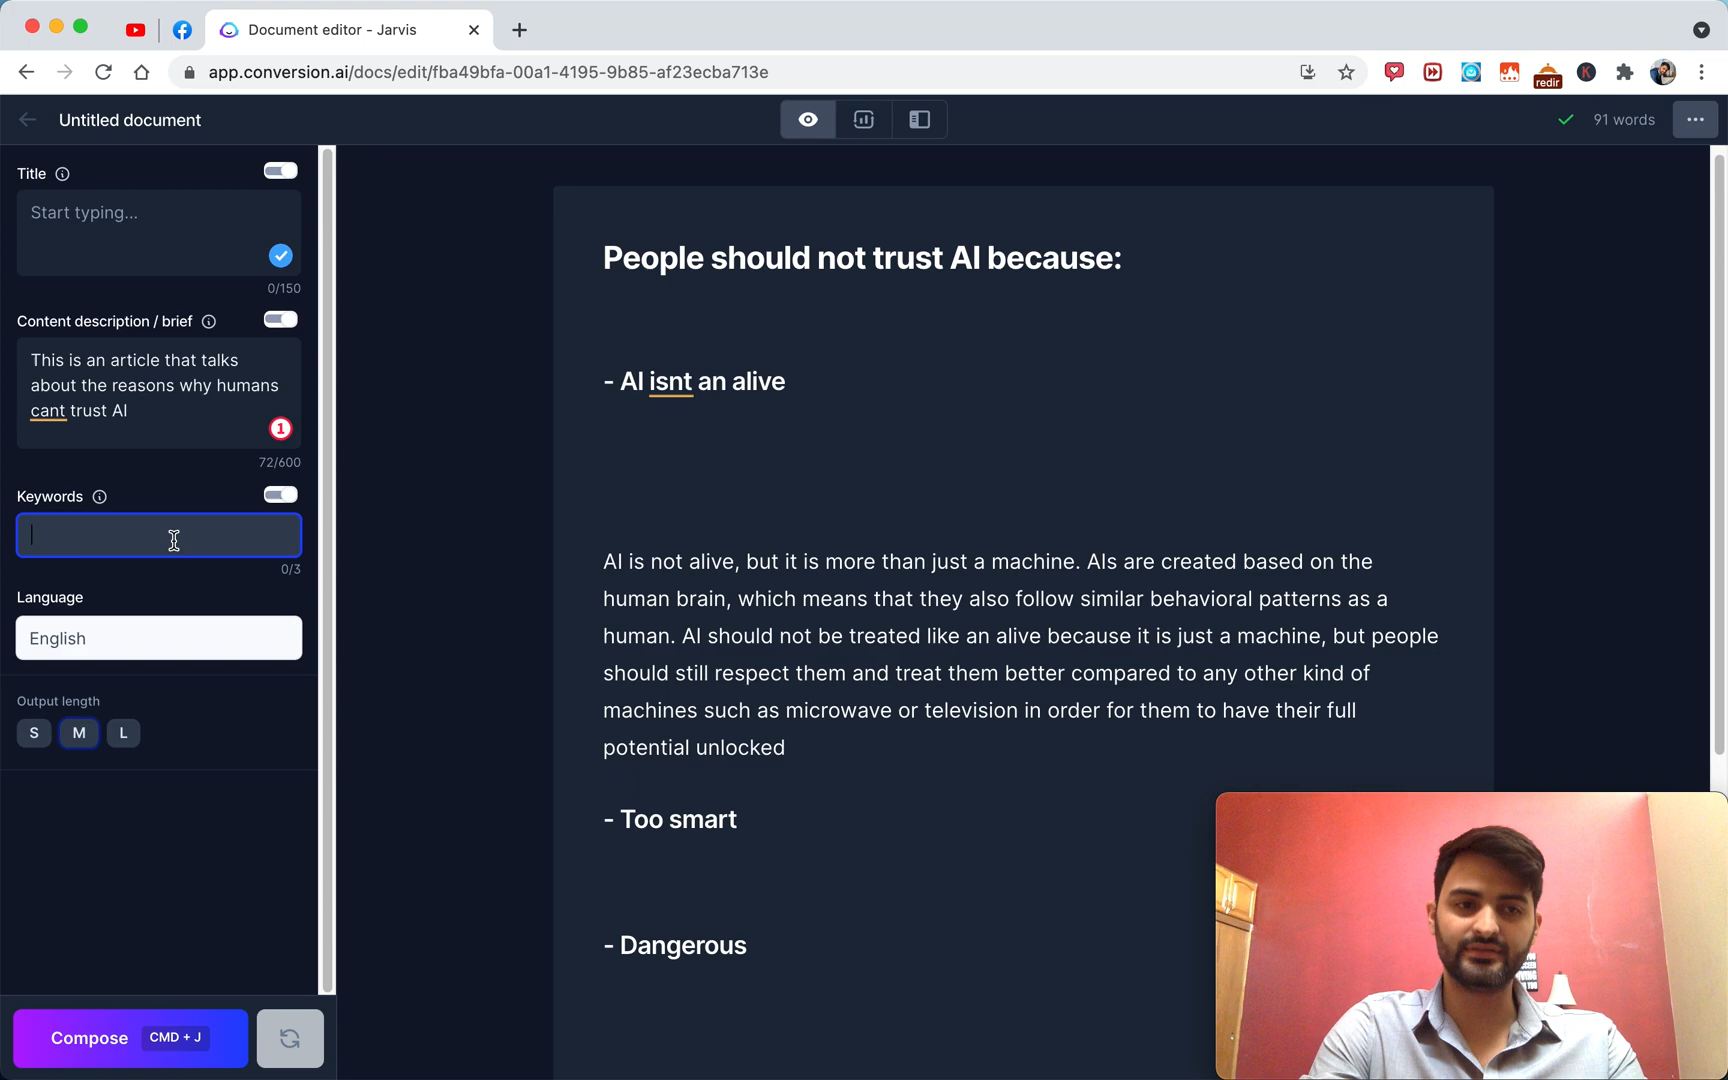 Document editor - Jarvis
app.conversion.ai/docs/edit/fba49bfa-00a1-4195-9b85-af23ecba713e
redir
K
Untitled document
91 words
Title
Start typing...
0/150
Content description / brief
This is an article that talks
about the reasons why humans
cant trust AI
1
72/600
Keywords
0/3
Language
English
Output length
S M L
Compose CMD + J
People should not trust AI because:
- AI isnt an alive
AI is not alive, but it is more than just a machine. AIs are created based on the
human brain, which means that they also follow similar behavioral patterns as a
human. AI should not be treated like an alive because it is just a machine, but people
should still respect them and treat them better compared to any other kind of
machines such as microwave or television in order for them to have their full
potential unlocked
- Too smart
- Dangerous